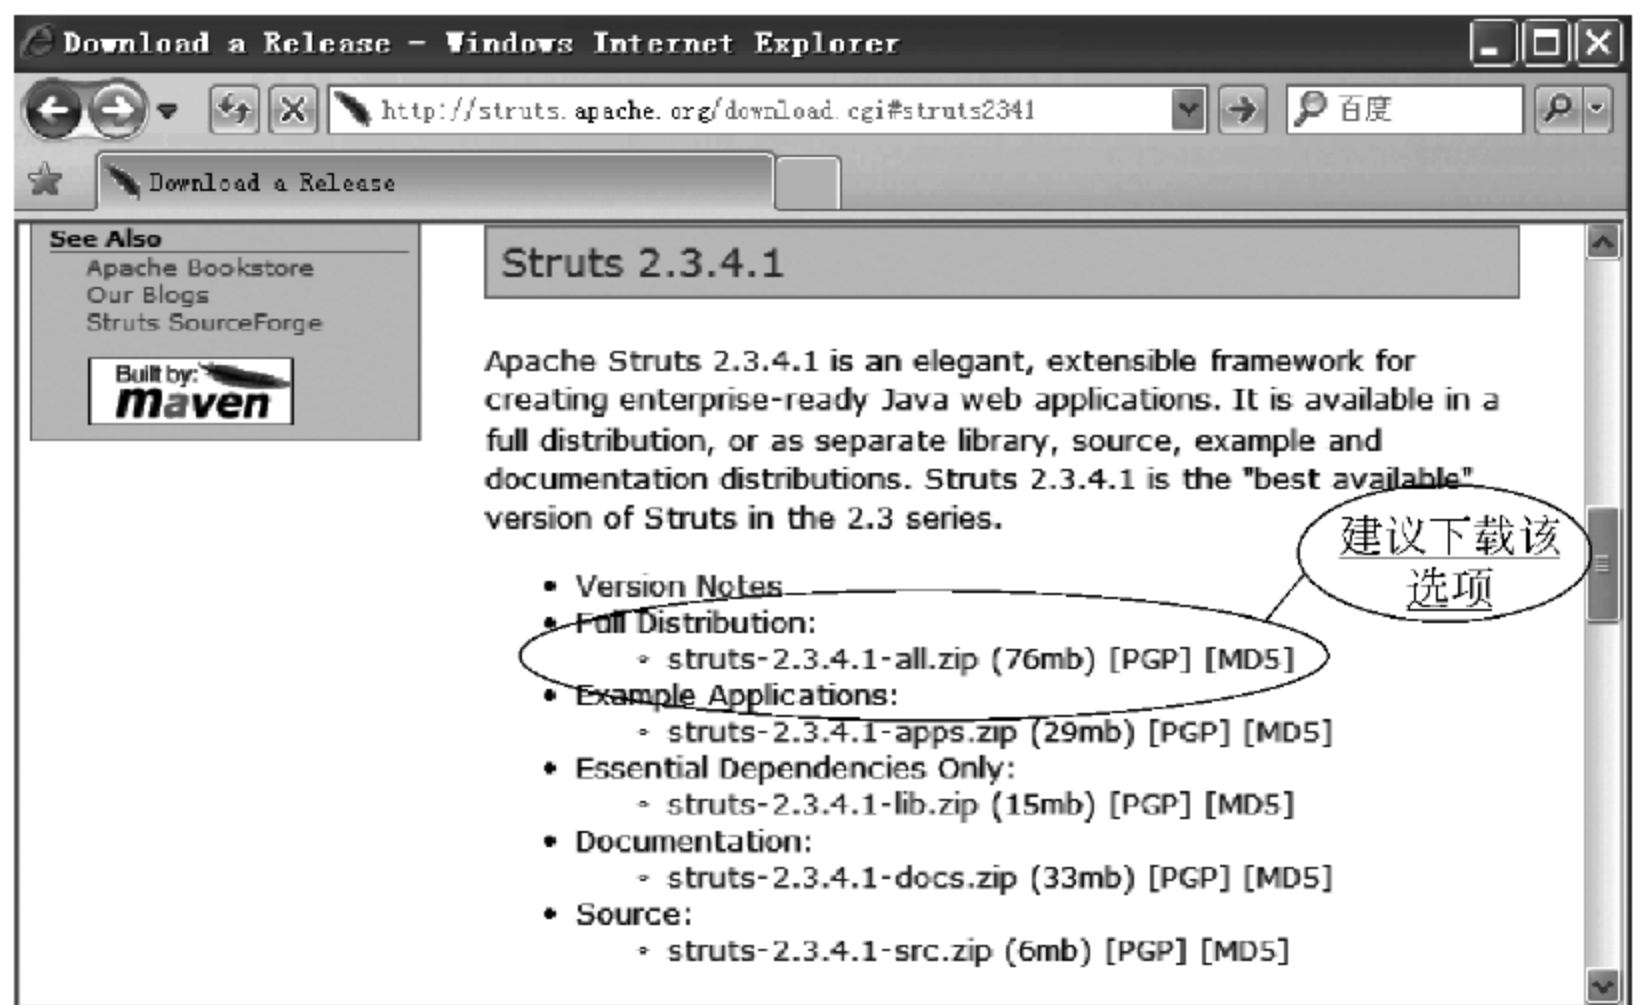 Download a Release - Windows Internet Explorer
http://struts.apache.org/download.cgi#struts2341
百度
Download a Release
See Also
Apache Bookstore
Our Blogs
Struts SourceForge
Built by:
maven
Struts 2.3.4.1
Apache Struts 2.3.4.1 is an elegant, extensible framework for
creating enterprise-ready Java web applications. It is available in a
full distribution, or as separate library, source, example and
documentation distributions. Struts 2.3.4.1 is the "best available"
version of Struts in the 2.3 series.
建议下载该
选项
• Version Notes
• Full Distribution:
◦ struts-2.3.4.1-all.zip (76mb) [PGP] [MD5]
• Example Applications:
◦ struts-2.3.4.1-apps.zip (29mb) [PGP] [MD5]
• Essential Dependencies Only:
◦ struts-2.3.4.1-lib.zip (15mb) [PGP] [MD5]
• Documentation:
◦ struts-2.3.4.1-docs.zip (33mb) [PGP] [MD5]
• Source:
◦ struts-2.3.4.1-src.zip (6mb) [PGP] [MD5]